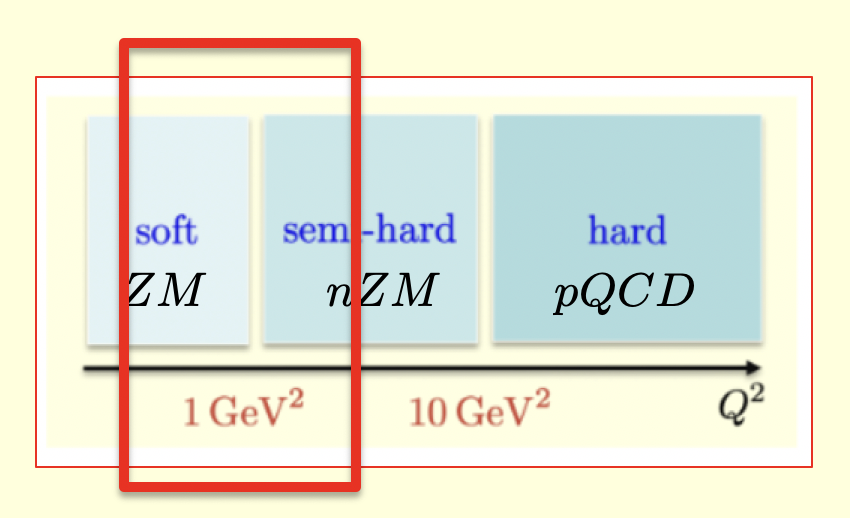 soft semi-hard hard
ZM nZM pQCD
1 GeV² 10 GeV² Q²